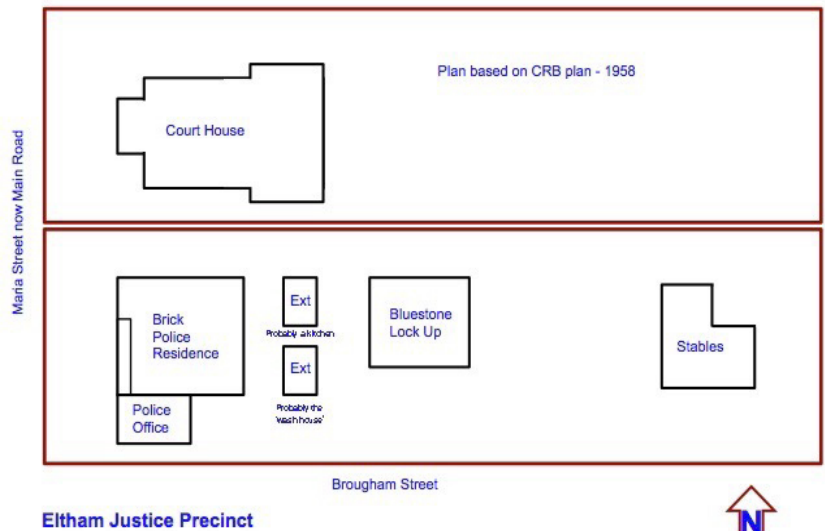 Plan based on CRB plan - 1958
Court House
Maria Street now Main Road
Brick
Police
Residence
Ext
Probably a kitchen
Ext
Probably the
'wash house'
Bluestone
Lock Up
Stables
Police
Office
Brougham Street
Eltham Justice Precinct
N